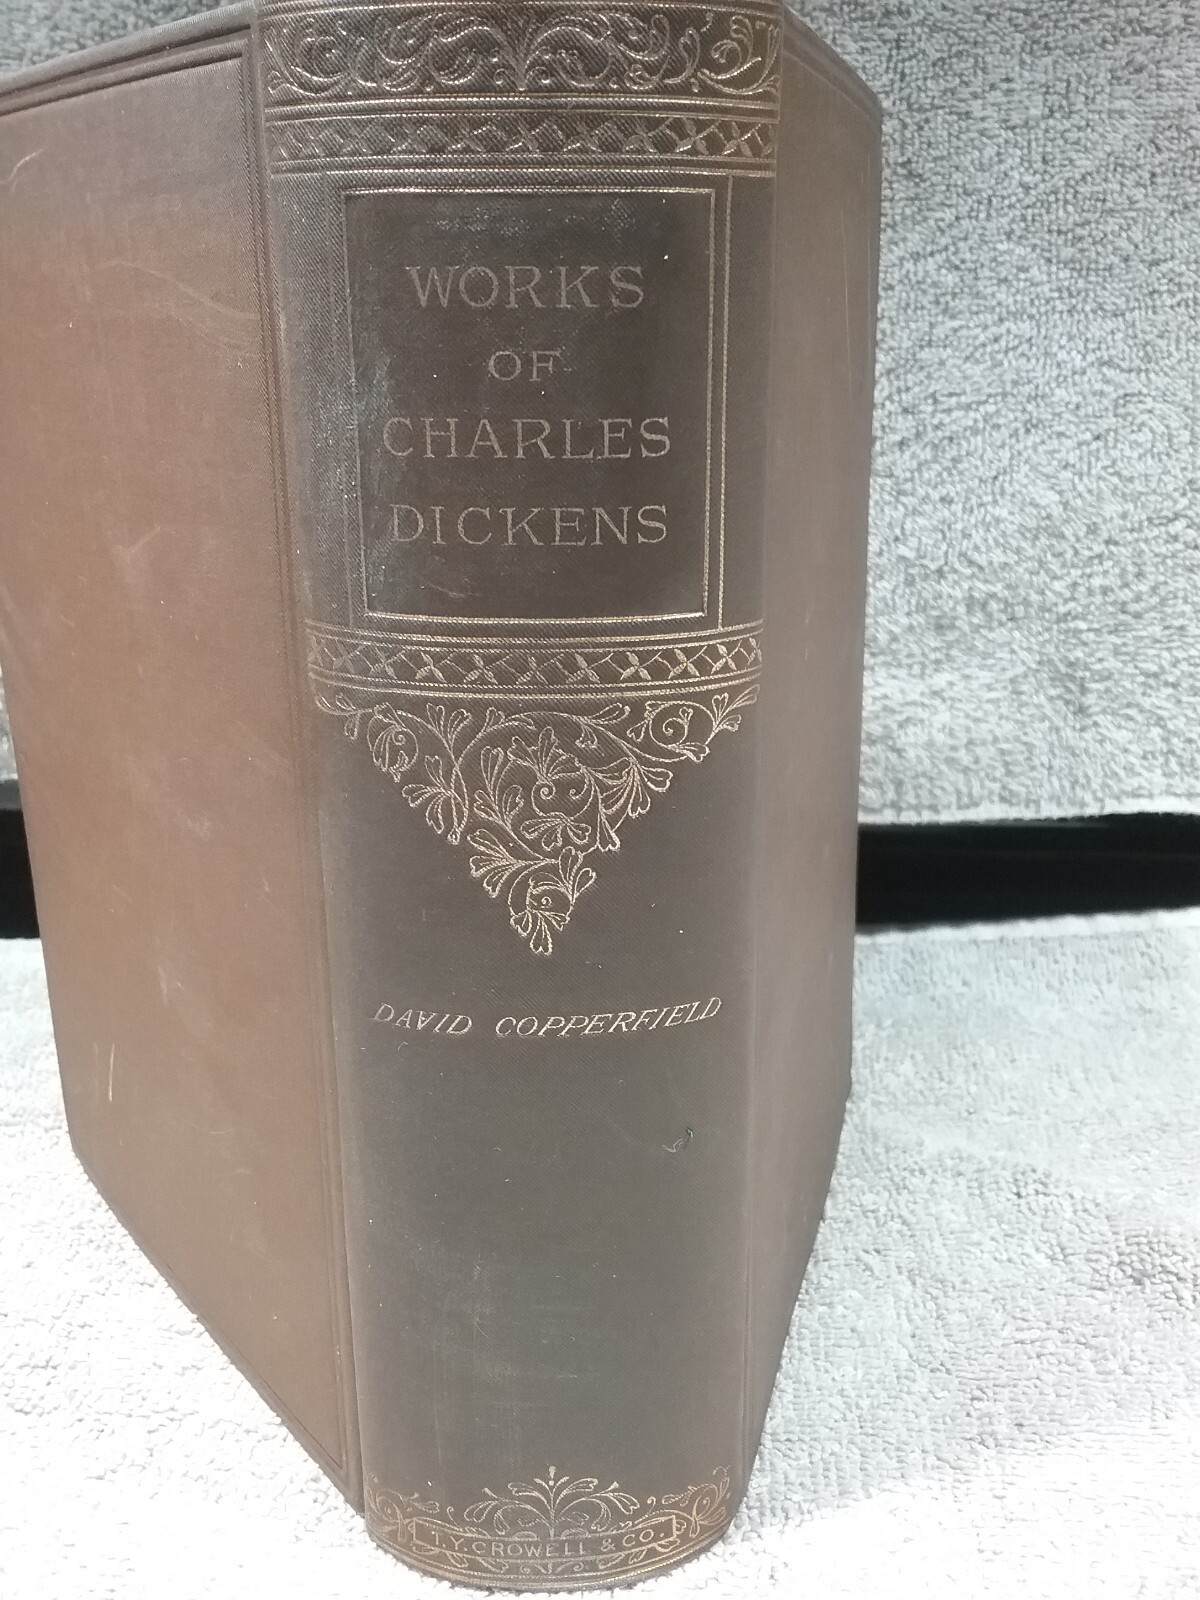 WORKS
OF
CHARLES
DICKENS
DAVID COPPERFIELD
T.Y. CROWELL & CO.